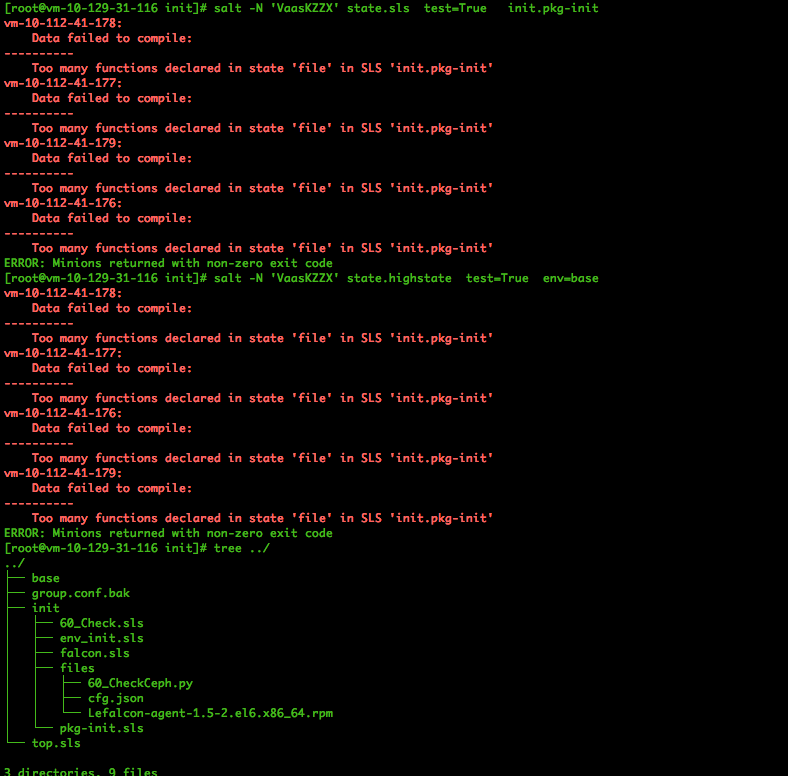 [root@vm-10-129-31-116 init]# salt -N 'VaasKZZX' state.sls  test=True   init.pkg-init
vm-10-112-41-178:
    Data failed to compile:
----------
    Too many functions declared in state 'file' in SLS 'init.pkg-init'
vm-10-112-41-177:
    Data failed to compile:
----------
    Too many functions declared in state 'file' in SLS 'init.pkg-init'
vm-10-112-41-179:
    Data failed to compile:
----------
    Too many functions declared in state 'file' in SLS 'init.pkg-init'
vm-10-112-41-176:
    Data failed to compile:
----------
    Too many functions declared in state 'file' in SLS 'init.pkg-init'
ERROR: Minions returned with non-zero exit code
[root@vm-10-129-31-116 init]# salt -N 'VaasKZZX' state.highstate  test=True  env=base
vm-10-112-41-178:
    Data failed to compile:
----------
    Too many functions declared in state 'file' in SLS 'init.pkg-init'
vm-10-112-41-177:
    Data failed to compile:
----------
    Too many functions declared in state 'file' in SLS 'init.pkg-init'
vm-10-112-41-176:
    Data failed to compile:
----------
    Too many functions declared in state 'file' in SLS 'init.pkg-init'
vm-10-112-41-179:
    Data failed to compile:
----------
    Too many functions declared in state 'file' in SLS 'init.pkg-init'
ERROR: Minions returned with non-zero exit code
[root@vm-10-129-31-116 init]# tree ../
../
├── base
├── group.conf.bak
├── init
│   ├── 60_Check.sls
│   ├── env_init.sls
│   ├── falcon.sls
│   ├── files
│   │   ├── 60_CheckCeph.py
│   │   ├── cfg.json
│   │   └── Lefalcon-agent-1.5-2.el6.x86_64.rpm
│   └── pkg-init.sls
└── top.sls
3 directories, 9 files